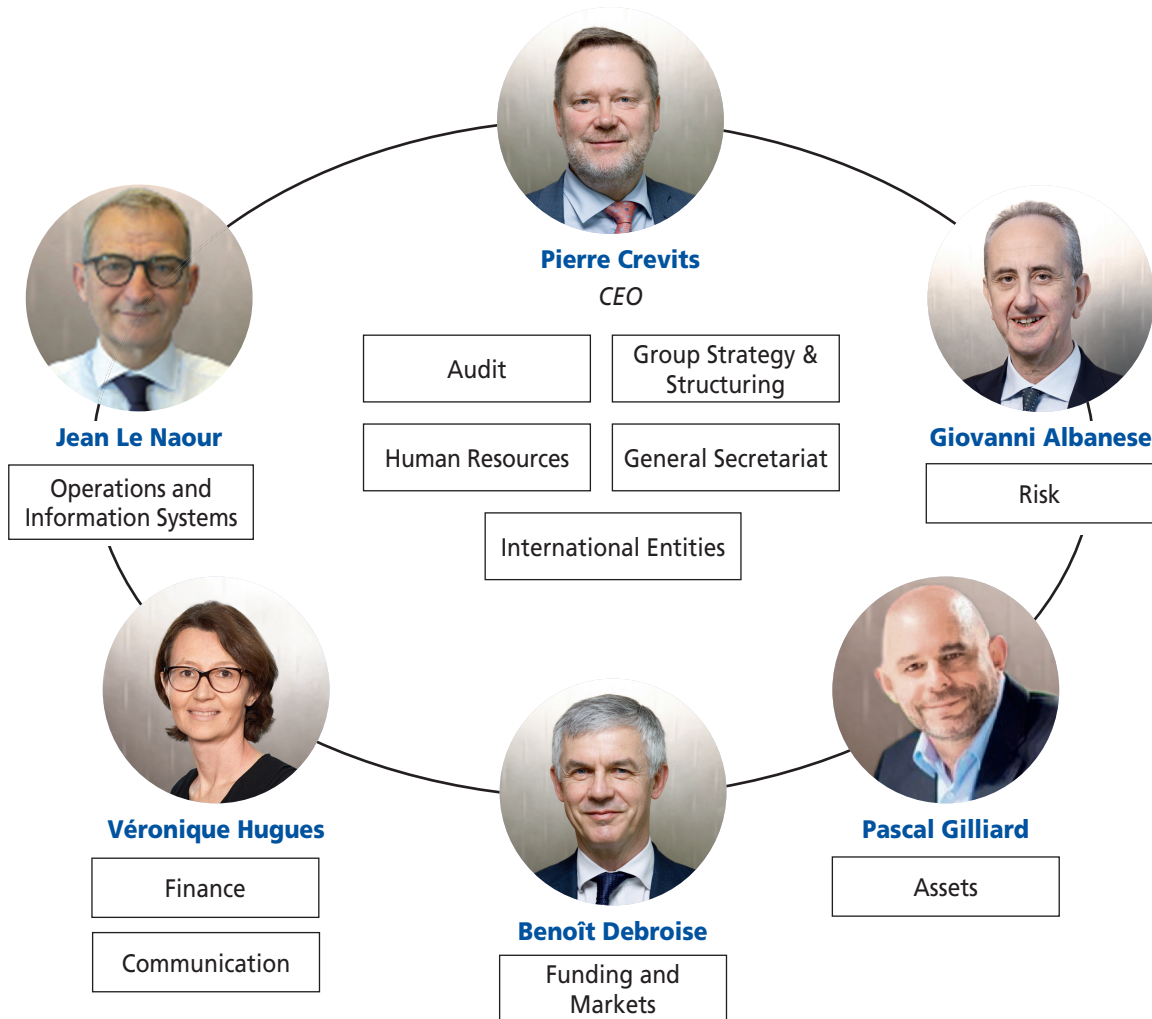 Pierre Crevits
CEO
Audit
Group Strategy &
Structuring
Human Resources
General Secretariat
International Entities
Jean Le Naour
Operations and
Information Systems
Giovanni Albanese
Risk
Véronique Hugues
Finance
Communication
Benoît Debroise
Funding and
Markets
Pascal Gilliard
Assets